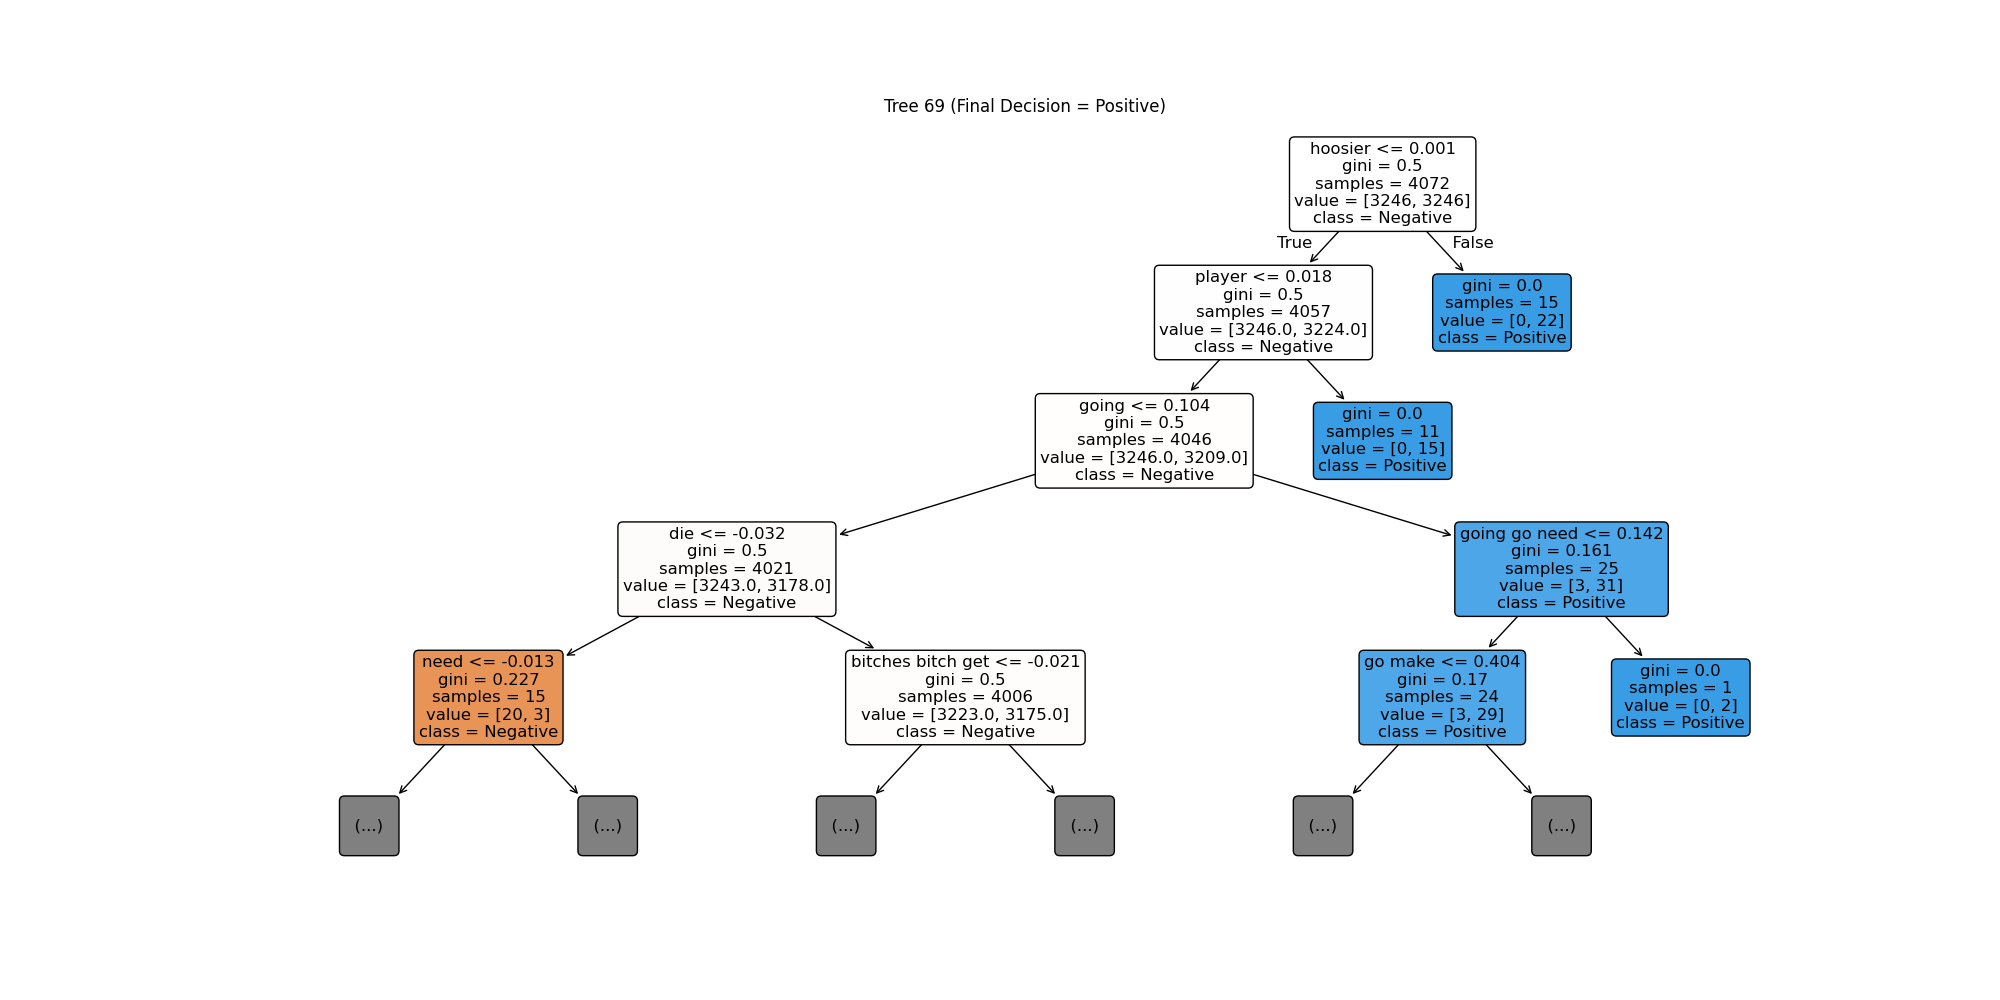 Tree 69 (Final Decision = Positive)
hoosier <= 0.001
gini = 0.5
samples = 4072
value = [3246, 3246]
class = Negative
True
False
player <= 0.018
gini = 0.5
samples = 4057
value = [3246.0, 3224.0]
class = Negative
gini = 0.0
samples = 15
value = [0, 22]
class = Positive
going <= 0.104
gini = 0.5
samples = 4046
value = [3246.0, 3209.0]
class = Negative
gini = 0.0
samples = 11
value = [0, 15]
class = Positive
die <= -0.032
gini = 0.5
samples = 4021
value = [3243.0, 3178.0]
class = Negative
going go need <= 0.142
gini = 0.161
samples = 25
value = [3, 31]
class = Positive
need <= -0.013
gini = 0.227
samples = 15
value = [20, 3]
class = Negative
bitches bitch get <= -0.021
gini = 0.5
samples = 4006
value = [3223.0, 3175.0]
class = Negative
go make <= 0.404
gini = 0.17
samples = 24
value = [3, 29]
class = Positive
gini = 0.0
samples = 1
value = [0, 2]
class = Positive
(...)
(...)
(...)
(...)
(...)
(...)